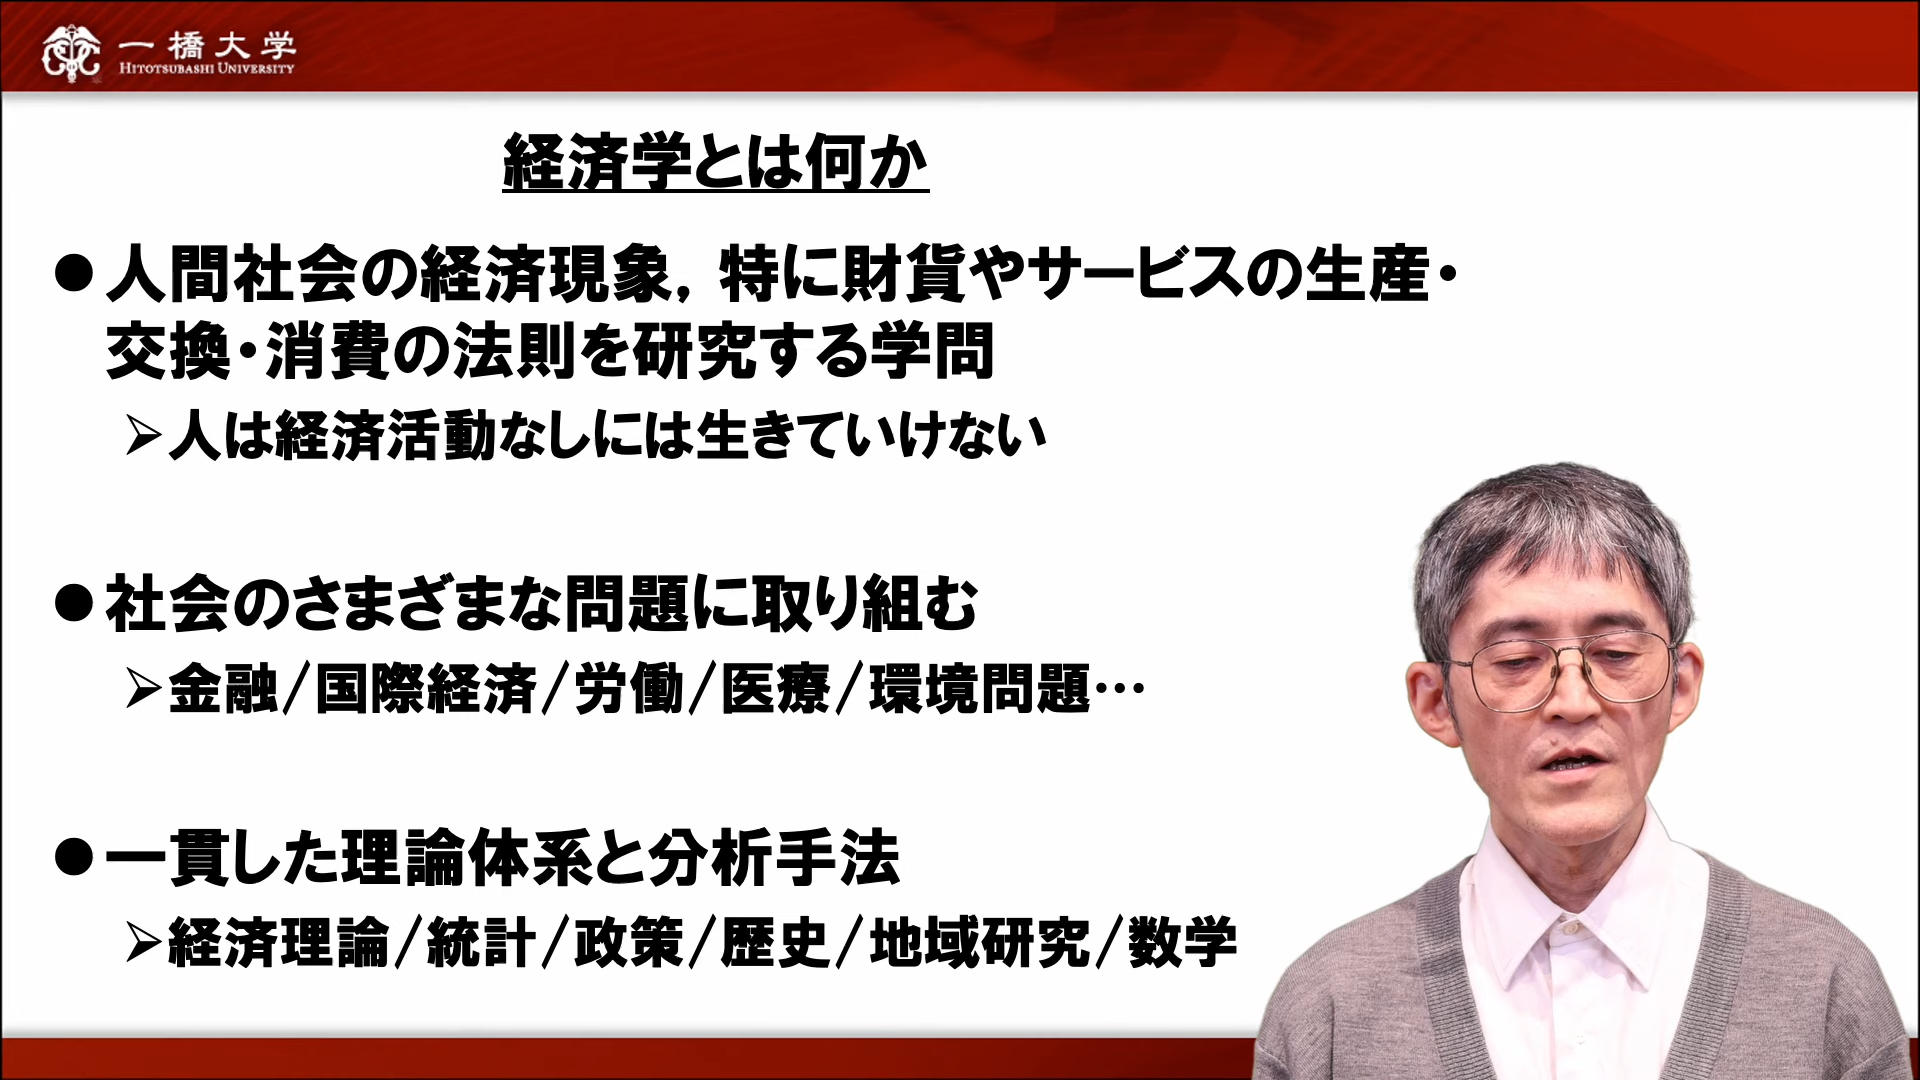 一橋大学
HITOTSUBASHI UNIVERSITY
経済学とは何か
●人間社会の経済現象，特に財貨やサービスの生産・
交換・消費の法則を研究する学問
➢人は経済活動なしには生きていけない
●社会のさまざまな問題に取り組む
➢金融/国際経済/労働/医療/環境問題…
●一貫した理論体系と分析手法
➢経済理論/統計/政策/歴史/地域研究/数学